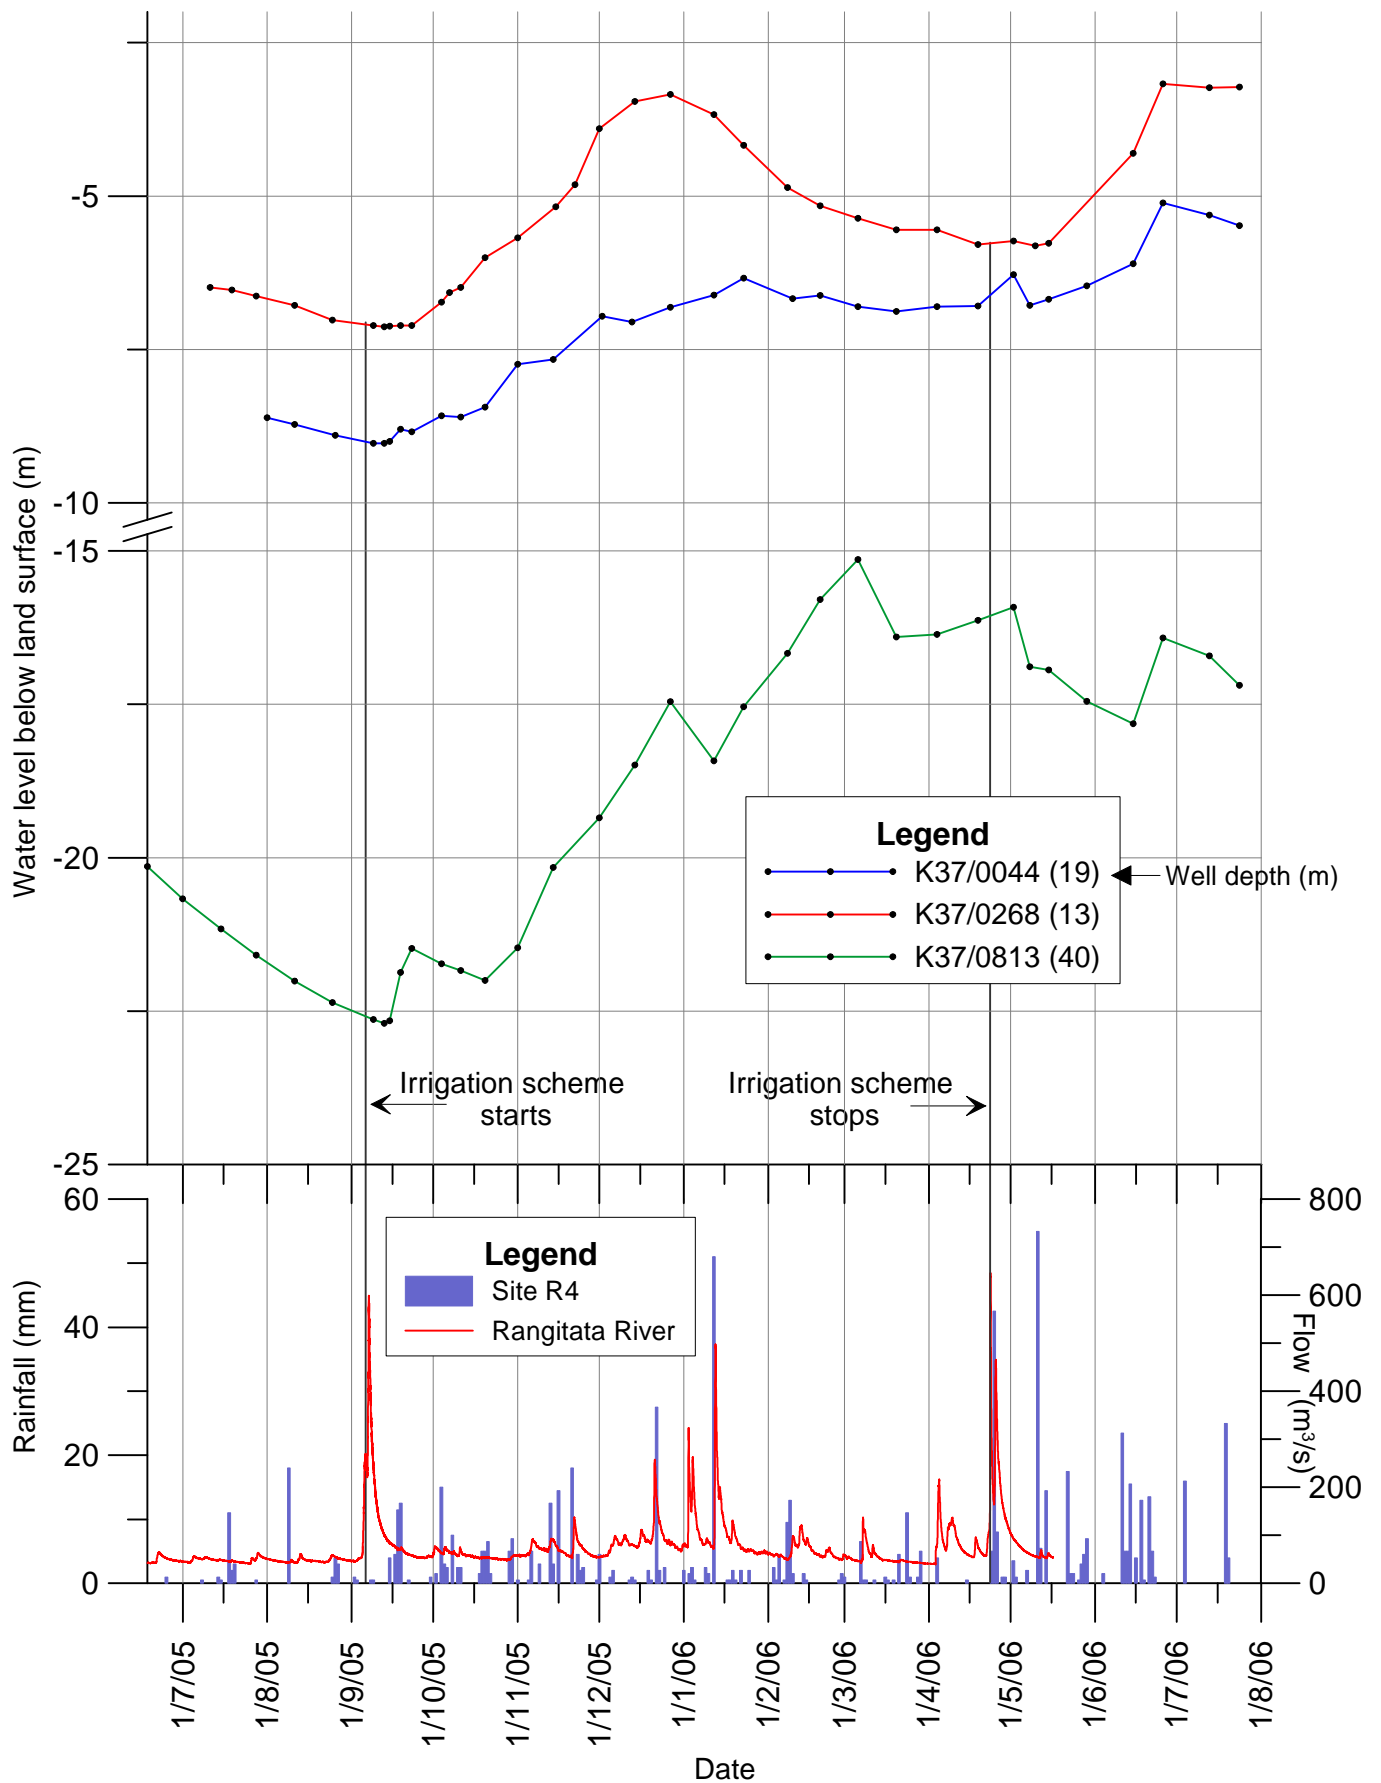 Water level below land surface (m)
-5
-10
-15
-20
-25
Legend
K37/0044 (19)
K37/0268 (13)
K37/0813 (40)
Well depth (m)
Irrigation scheme
starts
Irrigation scheme
stops
Rainfall (mm)
60
40
20
0
Legend
Site R4
Rangitata River
800
600
400
200
0
Flow (m³/s)
1/7/05
1/8/05
1/9/05
1/10/05
1/11/05
1/12/05
1/1/06
1/2/06
1/3/06
1/4/06
1/5/06
1/6/06
1/7/06
1/8/06
Date